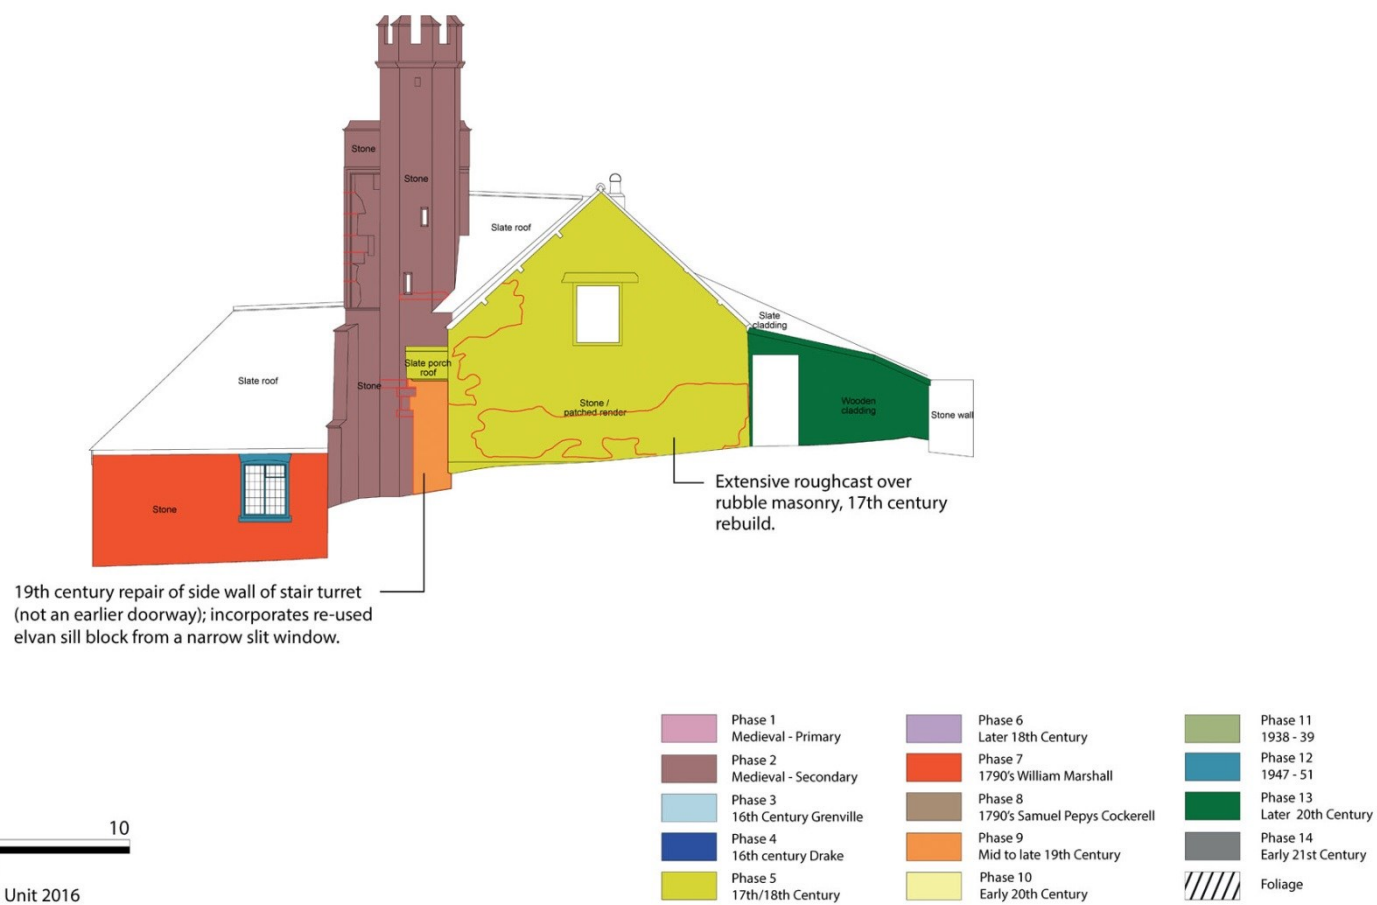 Stone
Stone
Slate roof
Slate
cladding
Slate porch
roof
Slate roof
Stone
Stone /
patched render
Wooden
cladding
Stone wall
Stone
Extensive roughcast over
rubble masonry, 17th century
rebuild.
19th century repair of side wall of stair turret
(not an earlier doorway); incorporates re-used
elvan sill block from a narrow slit window.
10
Unit 2016
Phase 1
Medieval - Primary
Phase 2
Medieval - Secondary
Phase 3
16th Century Grenville
Phase 4
16th century Drake
Phase 5
17th/18th Century
Phase 6
Later 18th Century
Phase 7
1790's William Marshall
Phase 8
1790's Samuel Pepys Cockerell
Phase 9
Mid to late 19th Century
Phase 10
Early 20th Century
Phase 11
1938 - 39
Phase 12
1947 - 51
Phase 13
Later 20th Century
Phase 14
Early 21st Century
Foliage